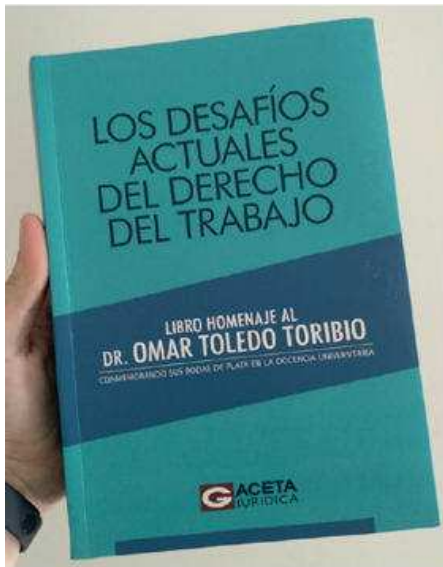 LOS DESAFÍOS
ACTUALES
DEL DERECHO
DEL TRABAJO
LIBRO HOMENAJE AL
DR. OMAR TOLEDO TORIBIO
CONMEMORANDO SUS BODAS DE PLATA EN LA DOCENCIA UNIVERSITARIA
GACETA
JURIDICA